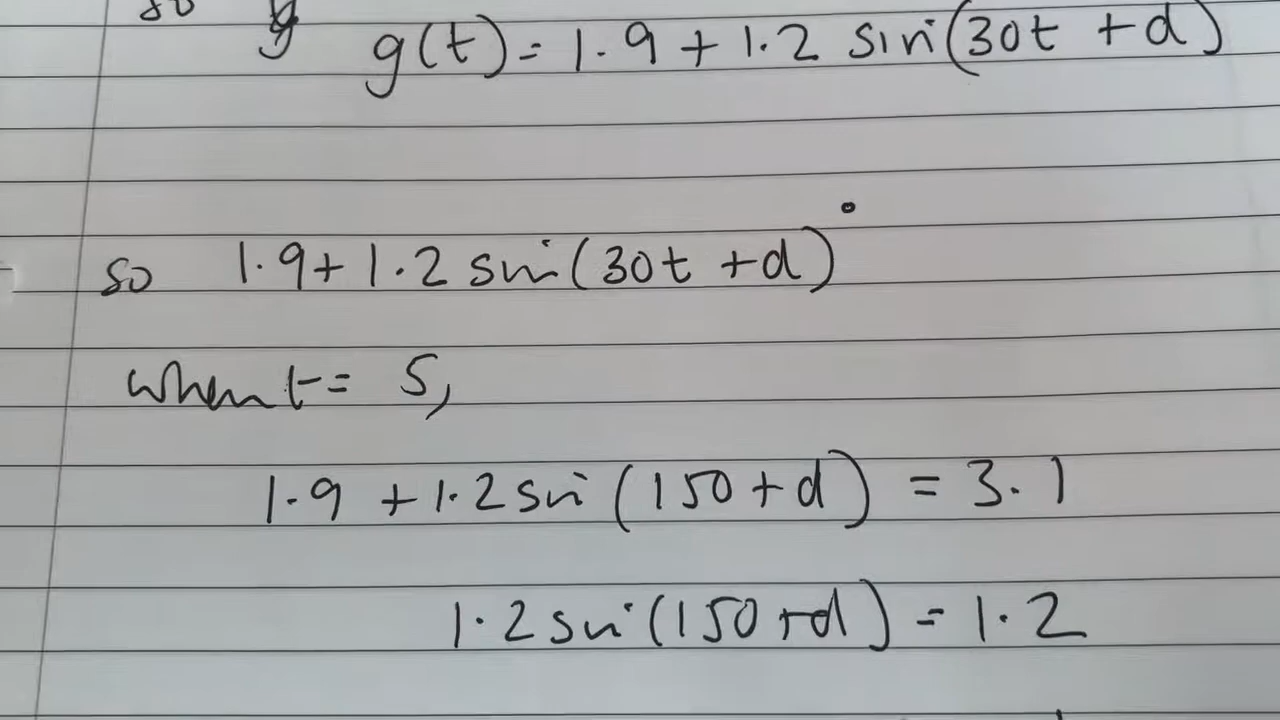 so g(t) = 1.9 + 1.2 sin(30t + d)
so 1.9 + 1.2 sin(30t + d)°
when t = 5,
1.9 + 1.2 sin(150 + d) = 3.1
1.2 sin(150 + d) = 1.2